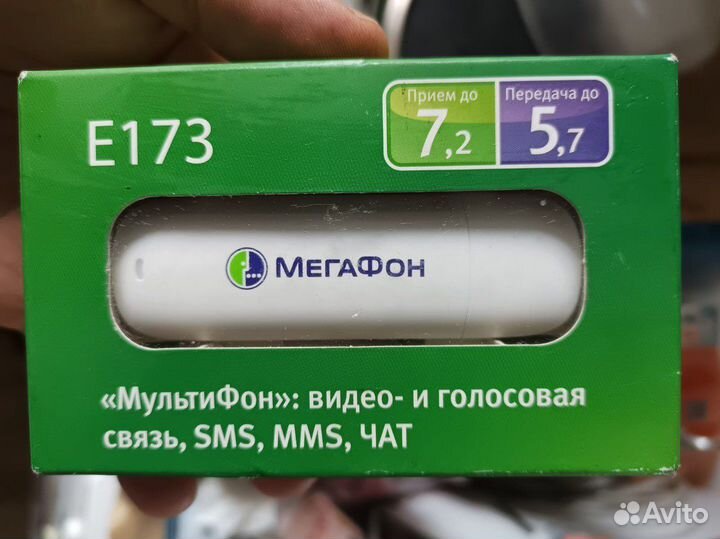 E173
Прием до
7,2
Передача до
5,7
МЕГАФОН
«МультиФон»: видео- и голосовая
связь, SMS, MMS, ЧАТ
Avito